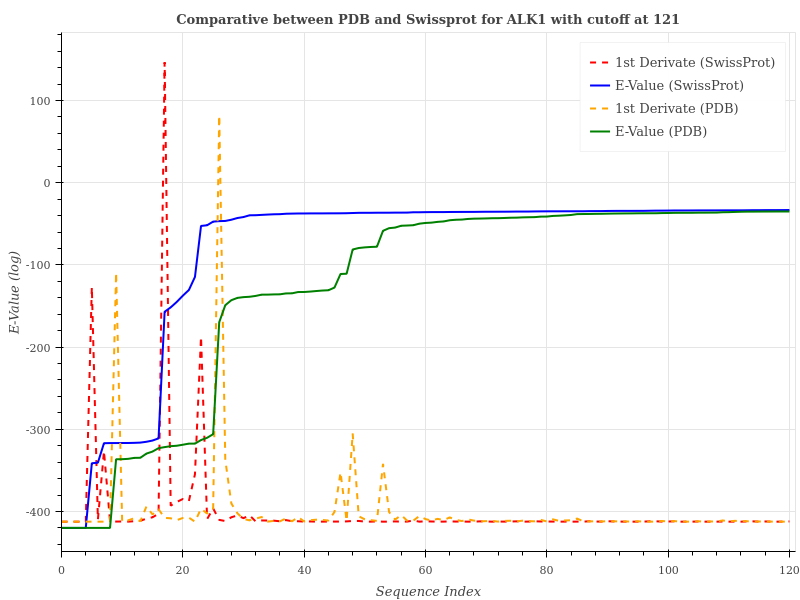 Comparative between PDB and Swissprot for ALK1 with cutoff at 121
1st Derivate (SwissProt)
E-Value (SwissProt)
1st Derivate (PDB)
E-Value (PDB)
E-Value (log)
100
0
-100
-200
-300
-400
0 20 40 60 80 100 120
Sequence Index